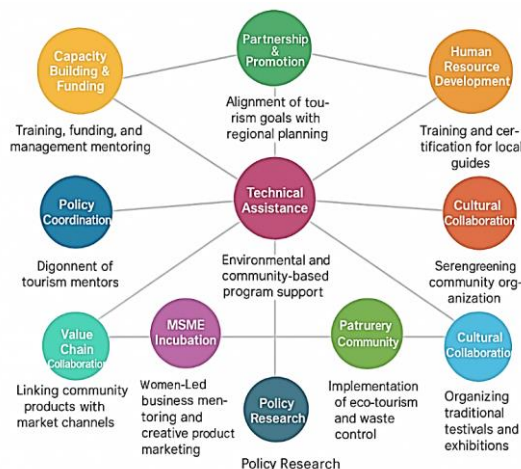 Capacity
Building &
Funding
Training, funding, and
management mentoring
Partnership
& Promotion
Alignment of tou-
rism goals with
regional planning
Human
Resource
Development
Training and cer-
tification for local
guides
Policy
Coordination
Digonnent of
tourism mentors
Technical
Assistance
Environmental and
community-based
program support
Cultural
Collaboration
Serengreening
community org-
anization
Value
Chain
Collaboration
Linking community
products with
market channels
MSME
Incubation
Women-Led
business men-
toring and
creative product
marketing
Policy
Research
Policy Research
Patrurery
Community
Implementation
of eco-tourism
and waste
control
Cultural
Collaboration
Organizing
traditional
testivals and
exhibitions